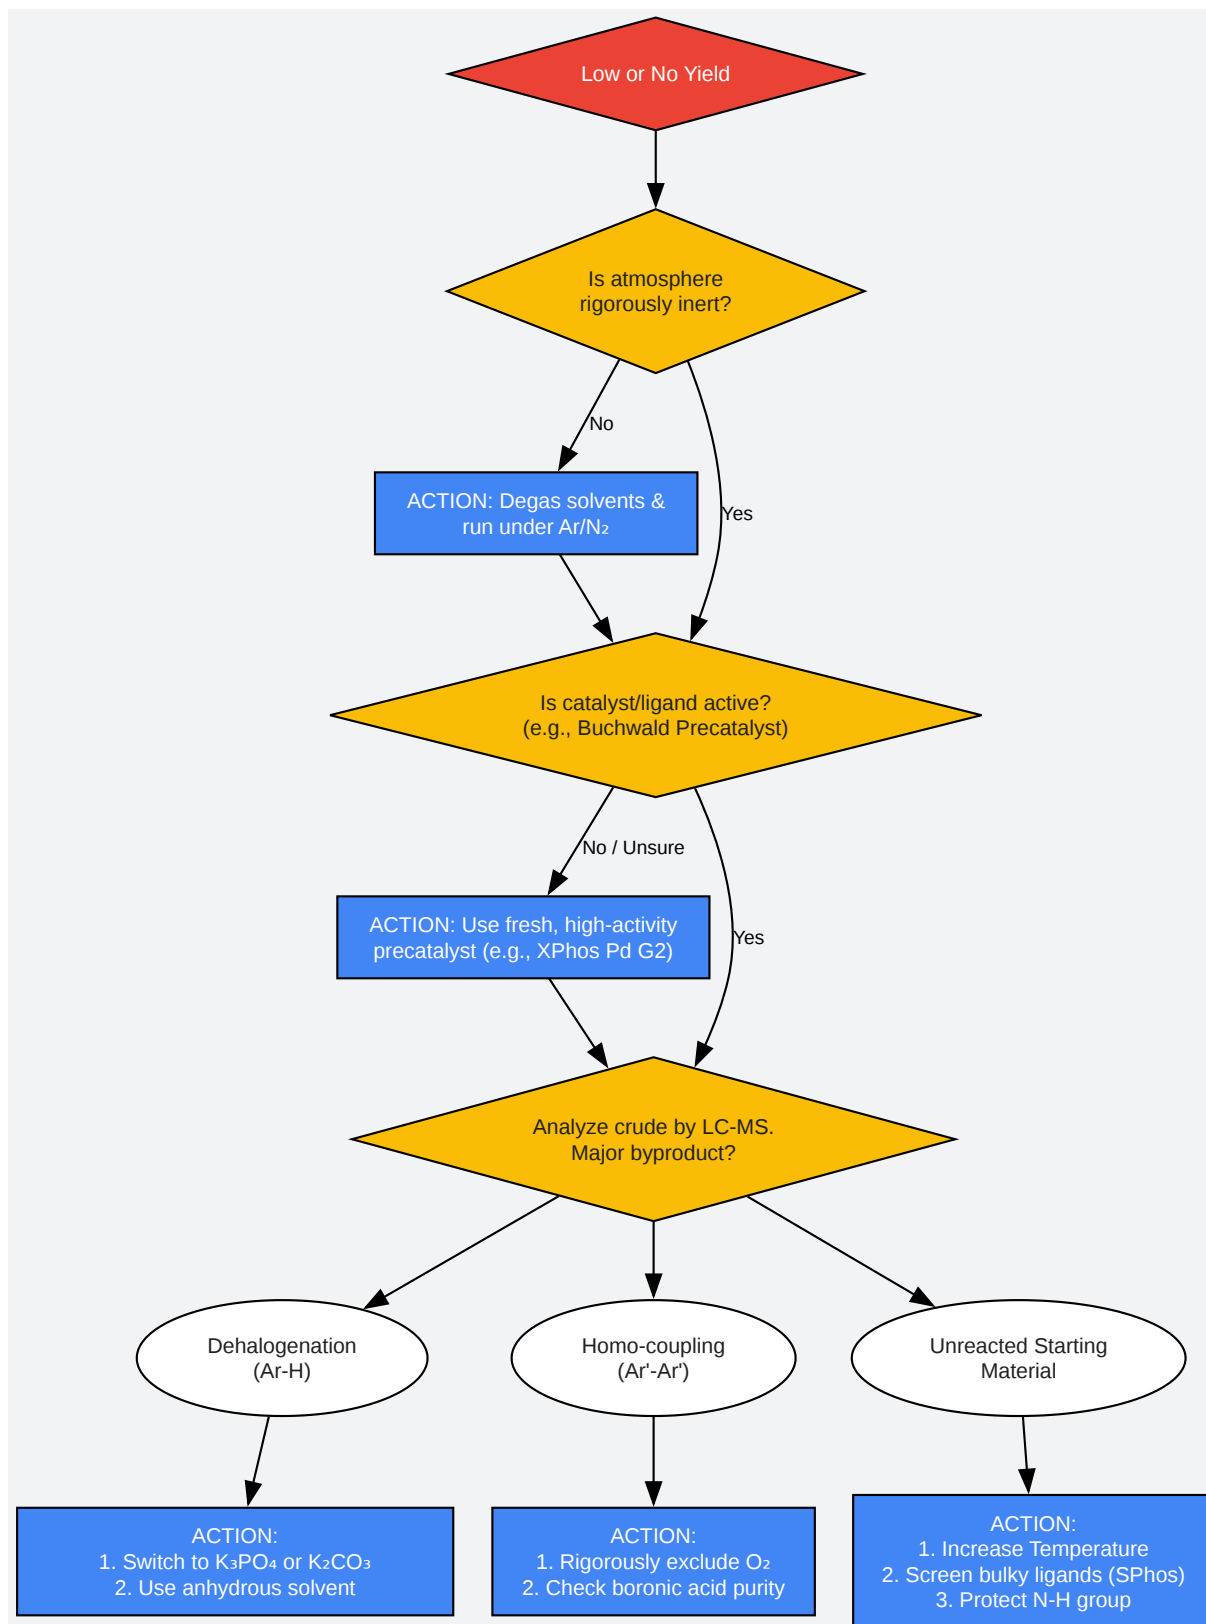 Low or No Yield
Is atmosphere
rigorously inert?
No
Yes
ACTION: Degas solvents &
run under Ar/N₂
Is catalyst/ligand active?
(e.g., Buchwald Precatalyst)
No / Unsure
Yes
ACTION: Use fresh, high-activity
precatalyst (e.g., XPhos Pd G2)
Analyze crude by LC-MS.
Major byproduct?
Dehalogenation
(Ar-H)
Homo-coupling
(Ar'-Ar')
Unreacted Starting
Material
ACTION:
1. Switch to K₃PO₄ or K₂CO₃
2. Use anhydrous solvent
ACTION:
1. Rigorously exclude O₂
2. Check boronic acid purity
ACTION:
1. Increase Temperature
2. Screen bulky ligands (SPhos)
3. Protect N-H group